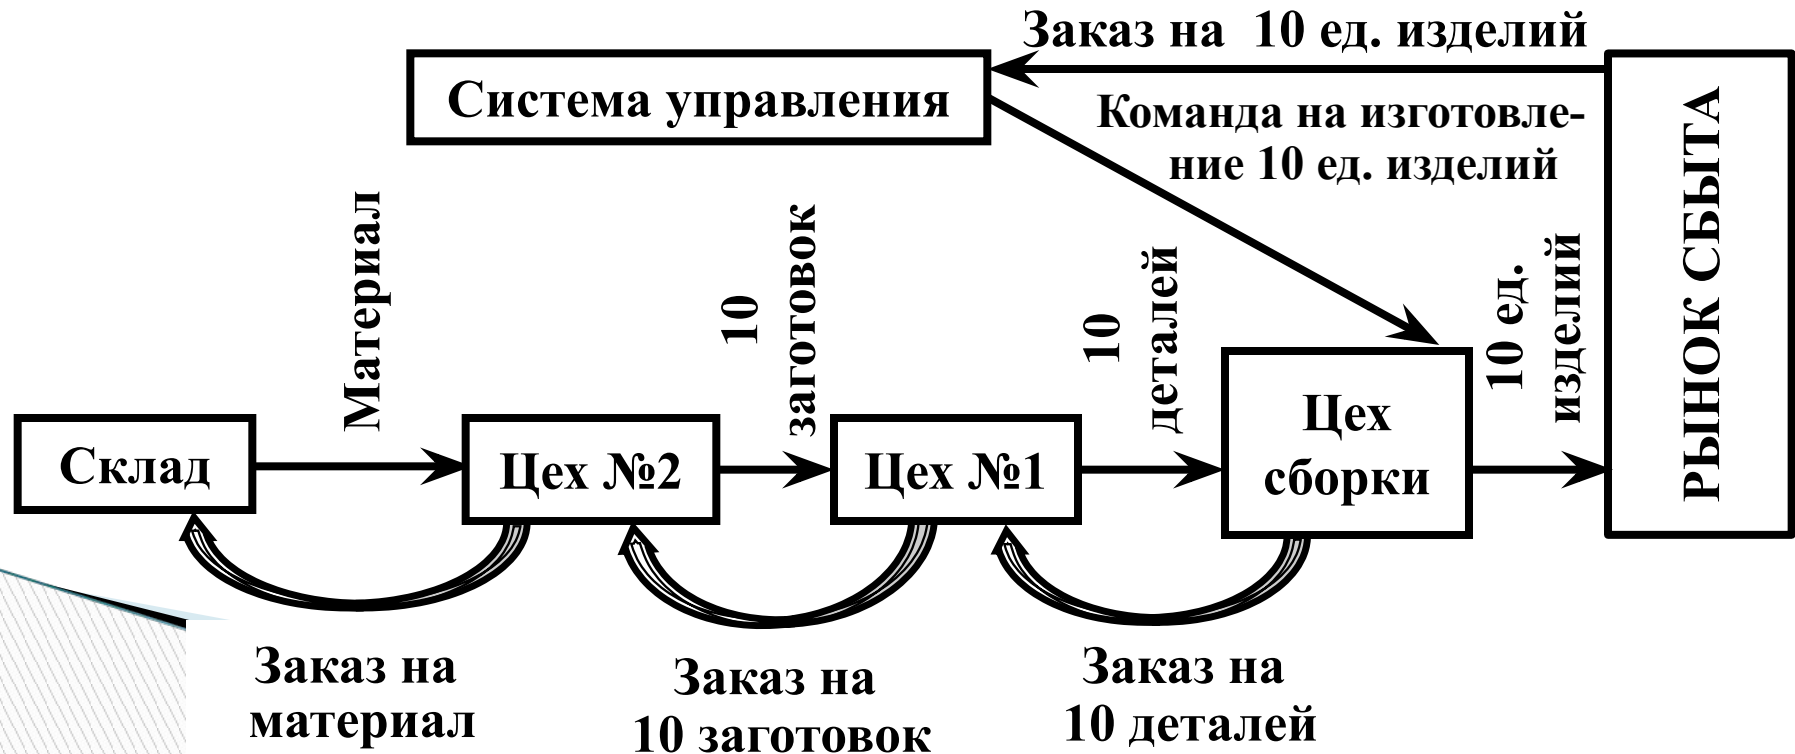 Заказ на 10 ед. изделий
Система управления
Команда на изготовле-
ние 10 ед. изделий
РЫНОК СБЫТА
Материал
10
заготовок
10
деталей
10 ед.
изделий
Склад
Цех №2
Цех №1
Цех
сборки
Заказ на
материал
Заказ на
10 заготовок
Заказ на
10 деталей